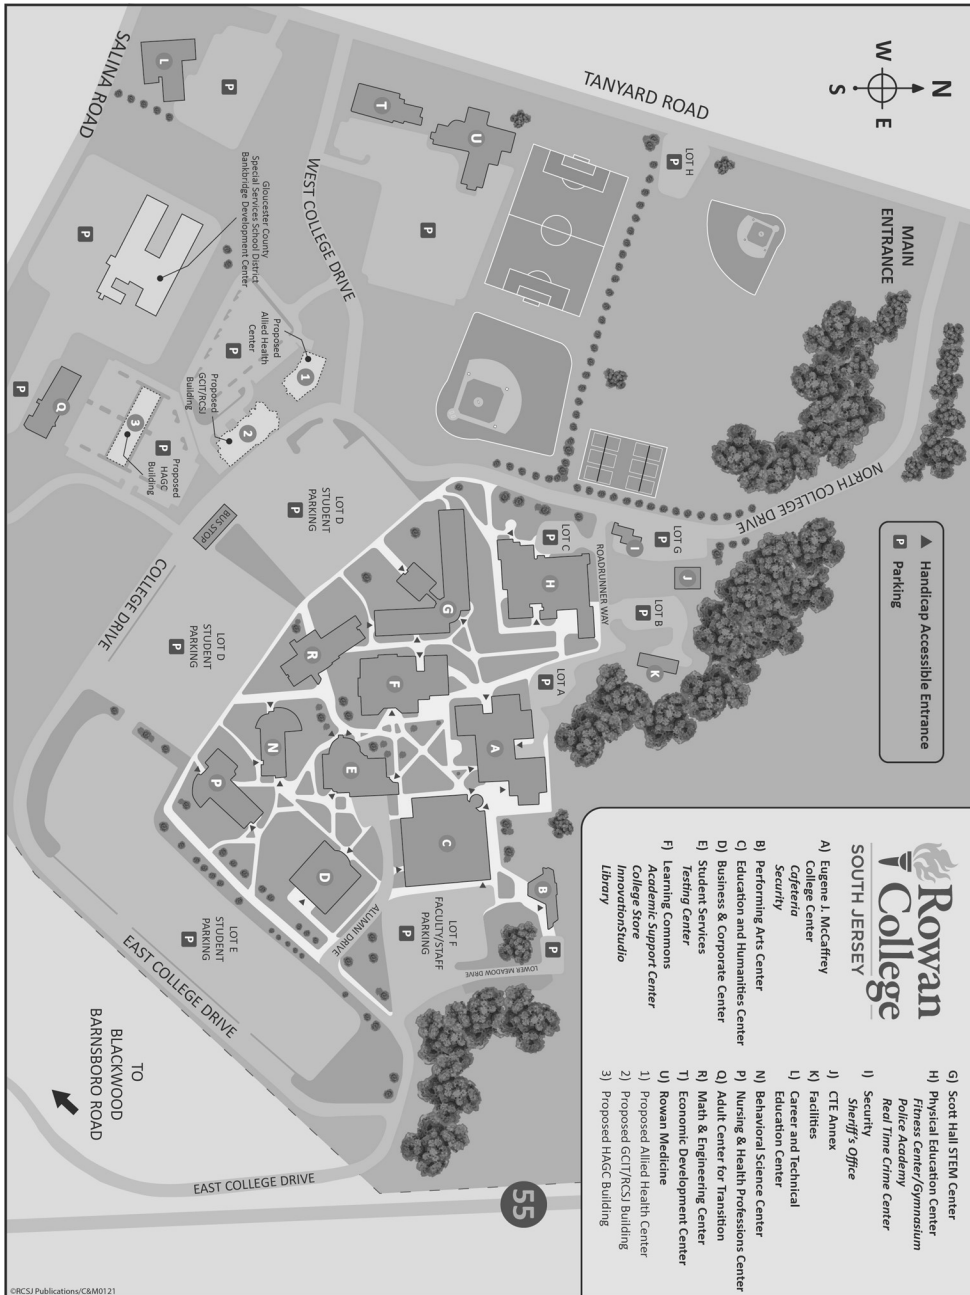 N
W
E
S
TANYARD ROAD
SALINA ROAD
MAIN
ENTRANCE
NORTH COLLEGE DRIVE
WEST COLLEGE DRIVE
▲ Handicap Accessible Entrance
P Parking
LOT H
P
L
P
T
U
P
Gloucester County
Special Services School District
Bankbridge Development Center
P
Proposed
Allied Health
Center
1
P
Proposed
GCIT/RCSJ
Building
2
3
Proposed
HAGC
Building
P
Q
P
BUS STOP
LOT D
STUDENT
PARKING
P
COLLEGE DRIVE
LOT D
STUDENT
PARKING
P
LOT C
P
LOT G
P
I
J
ROADRUNNER WAY
LOT B
P
K
LOT A
P
H
G
R
F
A
N
E
P
C
D
B
P
LOT F
FACULTY/STAFF
PARKING
P
ALUMNI DRIVE
LOWER MEADOW DRIVE
LOT E
STUDENT
PARKING
P
EAST COLLEGE DRIVE
TO
BLACKWOOD
BARNSBORO ROAD
EAST COLLEGE DRIVE
55
Rowan
College
SOUTH JERSEY
A) Eugene J. McCaffrey
College Center
Cafeteria
Security
B) Performing Arts Center
C) Education and Humanities Center
D) Business & Corporate Center
E) Student Services
Testing Center
F) Learning Commons
Academic Support Center
College Store
InnovationStudio
Library
G) Scott Hall STEM Center
H) Physical Education Center
Fitness Center/Gymnasium
Police Academy
Real Time Crime Center
I) Security
Sheriff's Office
J) CTE Annex
K) Facilities
L) Career and Technical
Education Center
N) Behavioral Science Center
P) Nursing & Health Professions Center
Q) Adult Center for Transition
R) Math & Engineering Center
T) Economic Development Center
U) Rowan Medicine
1) Proposed Allied Health Center
2) Proposed GCIT/RCSJ Building
3) Proposed HAGC Building
©RCSJ Publications/C&M0121